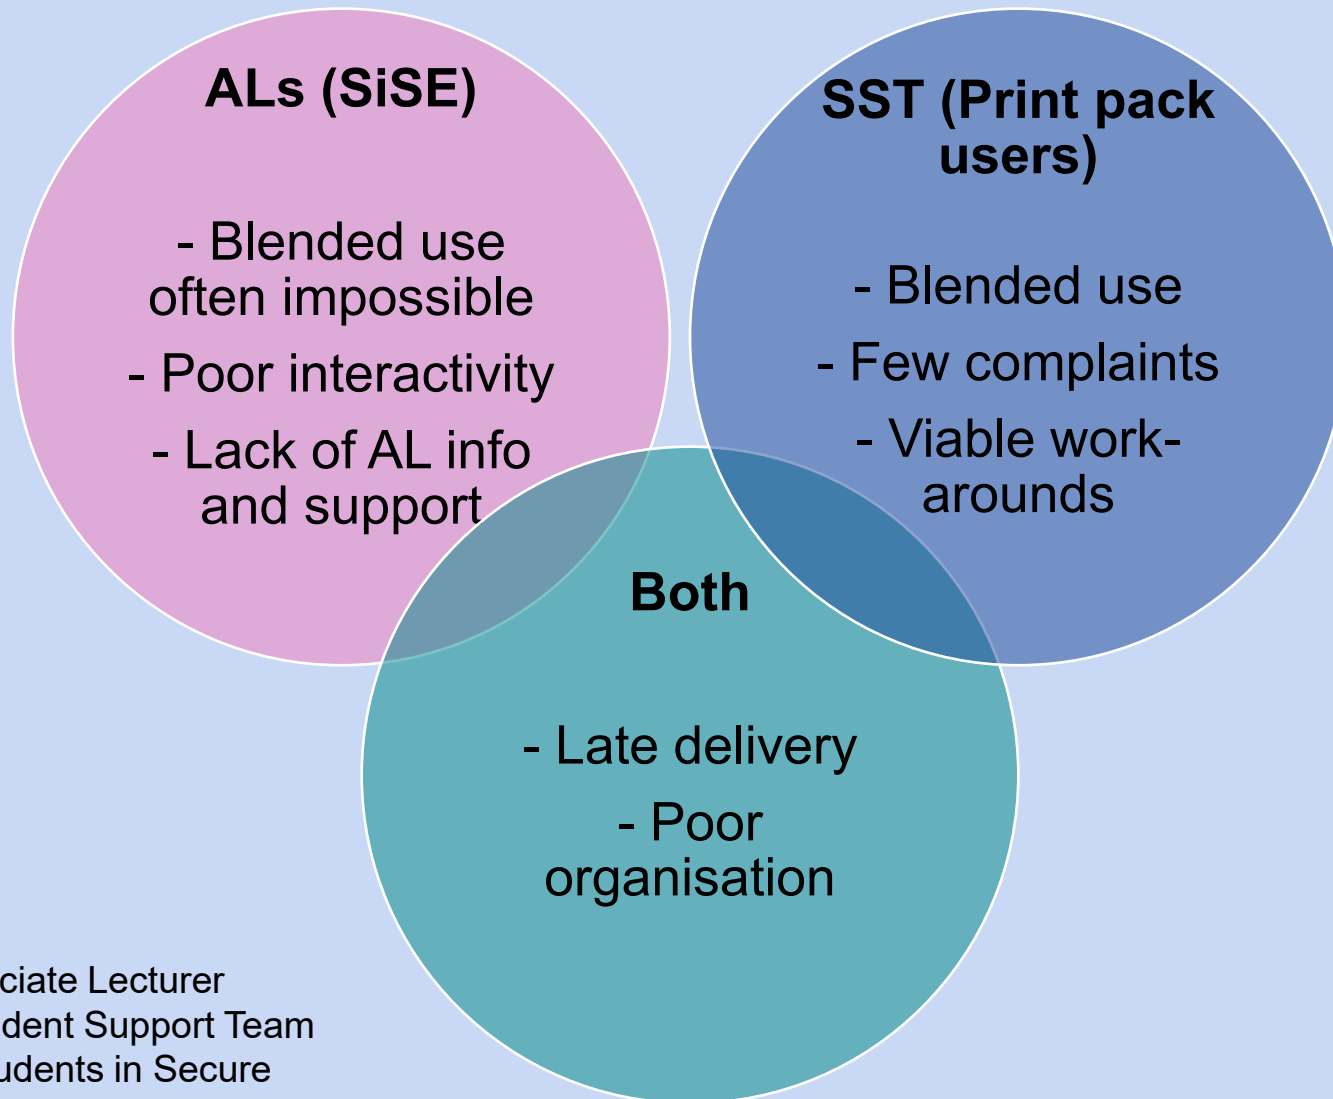 ALs (SiSE)
- Blended use
often impossible
- Poor interactivity
- Lack of AL info
and support
SST (Print pack
users)
- Blended use
- Few complaints
- Viable work-
arounds
Both
- Late delivery
- Poor
organisation
ciate Lecturer
dent Support Team
udents in Secure